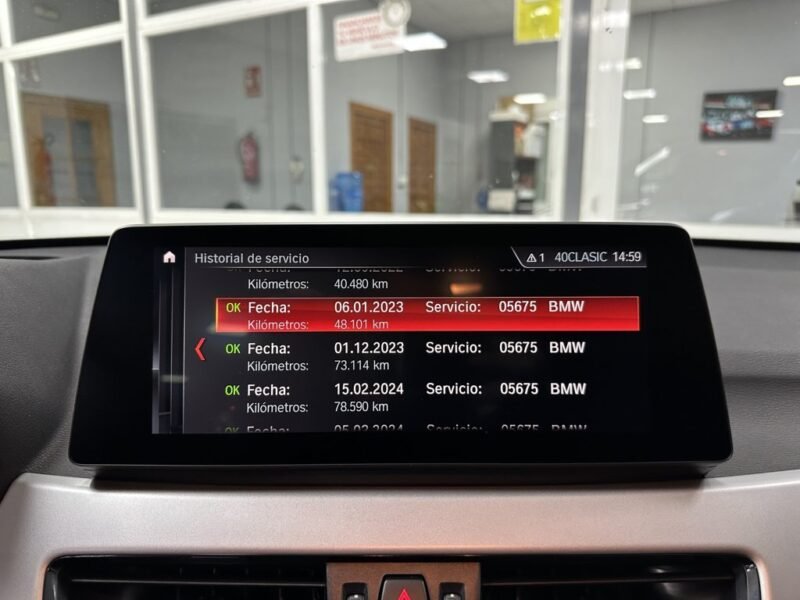 Historial de servicio
1 40CLASIC 14:59
Kilómetros: 40.480 km
OK Fecha: 06.01.2023 Servicio: 05675 BMW
Kilómetros: 48.101 km
OK Fecha: 01.12.2023 Servicio: 05675 BMW
Kilómetros: 73.114 km
OK Fecha: 15.02.2024 Servicio: 05675 BMW
Kilómetros: 78.590 km